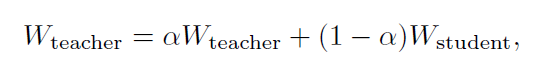 W_teacher = αW_teacher + (1 − α)W_student,